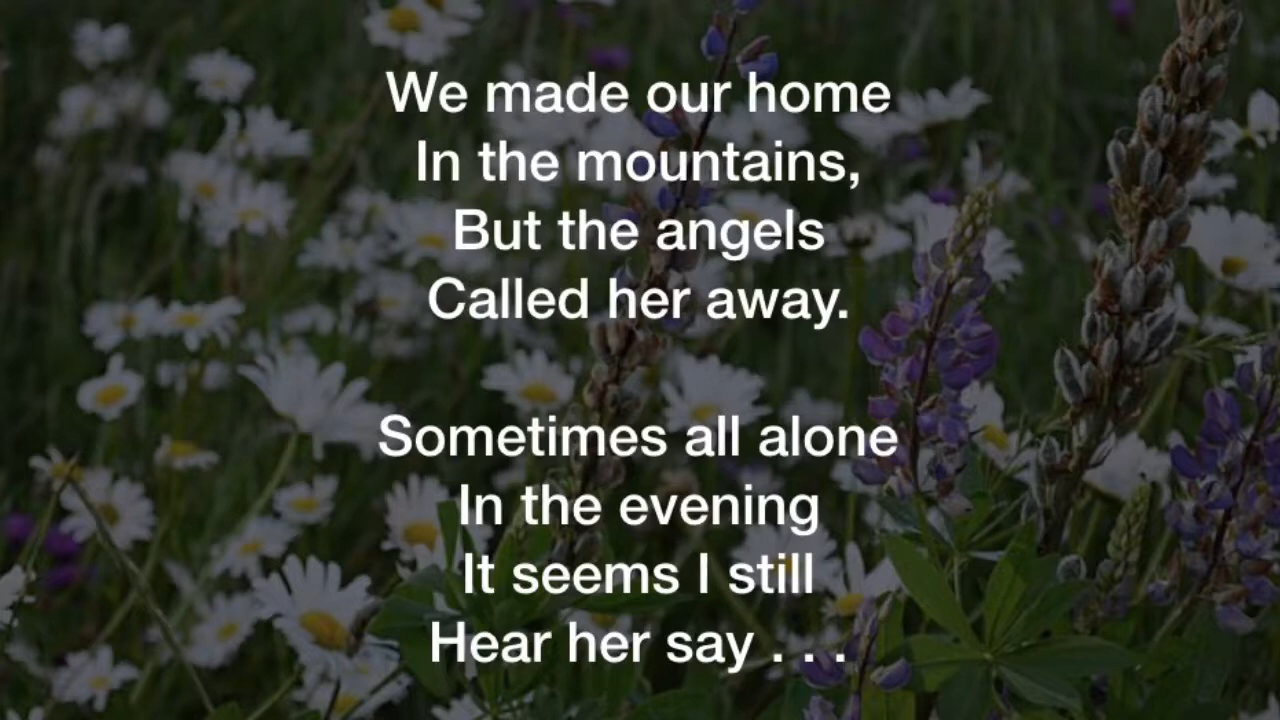 We made our home
In the mountains,
But the angels
Called her away.
Sometimes all alone
In the evening
It seems I still
Hear her say . . .